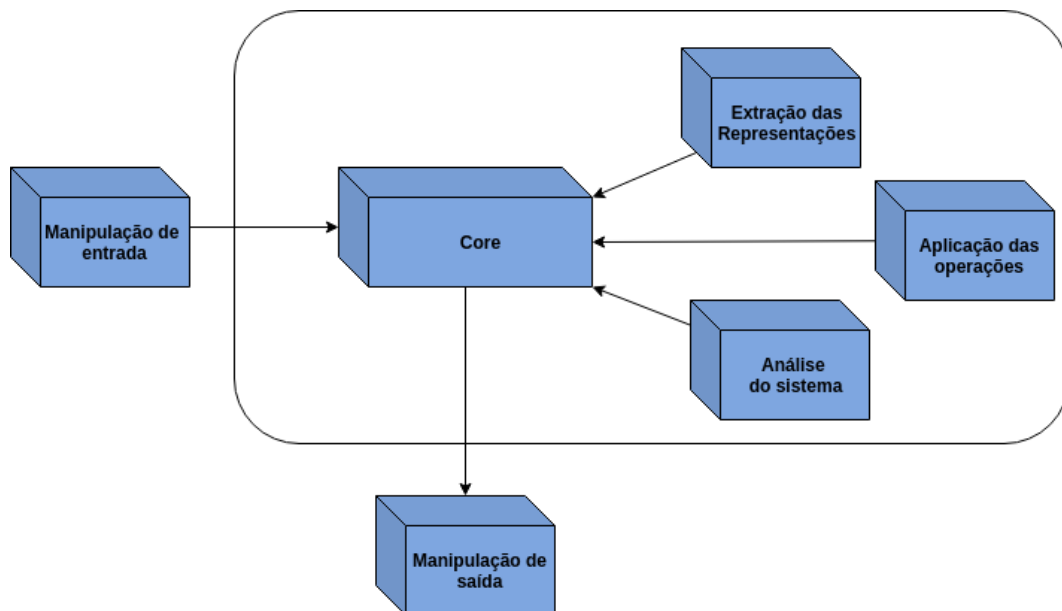 Extração das
Representações
Manipulação de
entrada
Core
Aplicação das
operações
Análise
do sistema
Manipulação de
saída